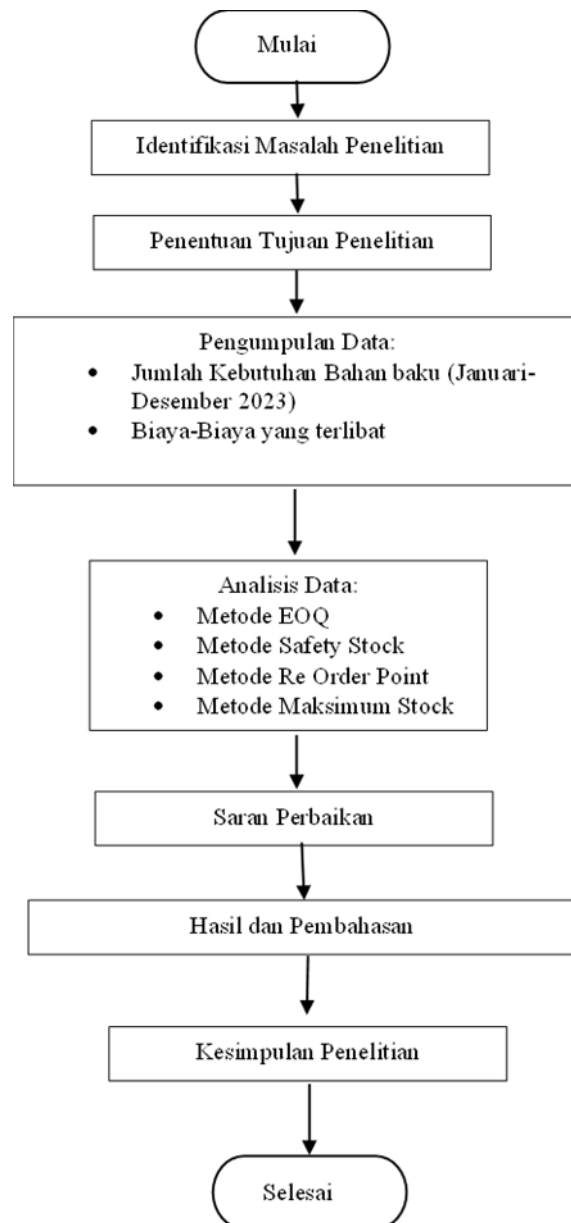 Mulai
Identifikasi Masalah Penelitian
Penentuan Tujuan Penelitian
Pengumpulan Data:
• Jumlah Kebutuhan Bahan baku (Januari-
Desember 2023)
• Biaya-Biaya yang terlibat
Analisis Data:
• Metode EOQ
• Metode Safety Stock
• Metode Re Order Point
• Metode Maksimum Stock
Saran Perbaikan
Hasil dan Pembahasan
Kesimpulan Penelitian
Selesai